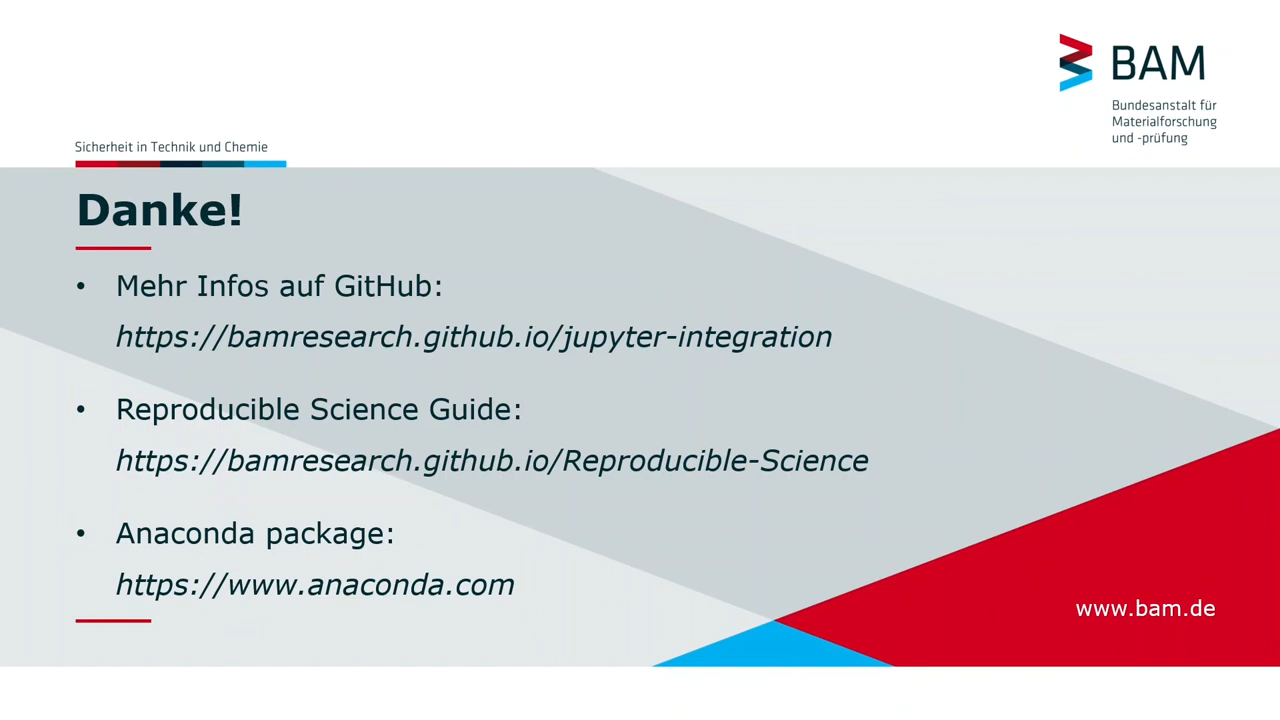 BAM
Bundesanstalt für
Materialforschung
und -prüfung
Sicherheit in Technik und Chemie
Danke!
• Mehr Infos auf GitHub:
https://bamresearch.github.io/jupyter-integration
• Reproducible Science Guide:
https://bamresearch.github.io/Reproducible-Science
• Anaconda package:
https://www.anaconda.com
www.bam.de